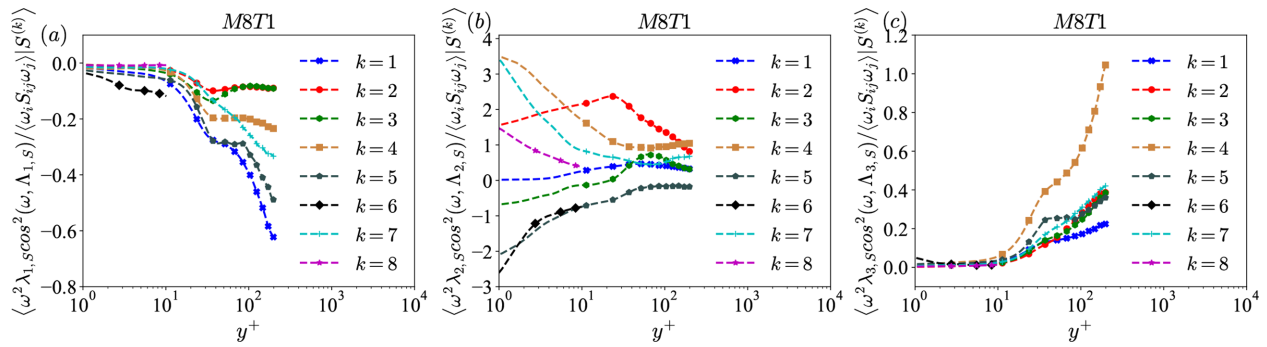 (a) M8T1
⟨ω²λ₁,Scos²(ω, Λ₁,S)/⟨ωᵢSᵢⱼωⱼ⟩|S⁽ᵏ⁾⟩
0.0
−0.2
−0.4
−0.6
−0.8
k = 1
k = 2
k = 3
k = 4
k = 5
k = 6
k = 7
k = 8
10⁰ 10¹ 10² 10³ 10⁴
y⁺
(b) M8T1
⟨ω²λ₂,Scos²(ω, Λ₂,S)/⟨ωᵢSᵢⱼωⱼ⟩|S⁽ᵏ⁾⟩
4
3
2
1
0
−1
−2
−3
k = 1
k = 2
k = 3
k = 4
k = 5
k = 6
k = 7
k = 8
10⁰ 10¹ 10² 10³ 10⁴
y⁺
(c) M8T1
⟨ω²λ₃,Scos²(ω, Λ₃,S)/⟨ωᵢSᵢⱼωⱼ⟩|S⁽ᵏ⁾⟩
1.2
1.0
0.8
0.6
0.4
0.2
0.0
k = 1
k = 2
k = 3
k = 4
k = 5
k = 6
k = 7
k = 8
10⁰ 10¹ 10² 10³ 10⁴
y⁺